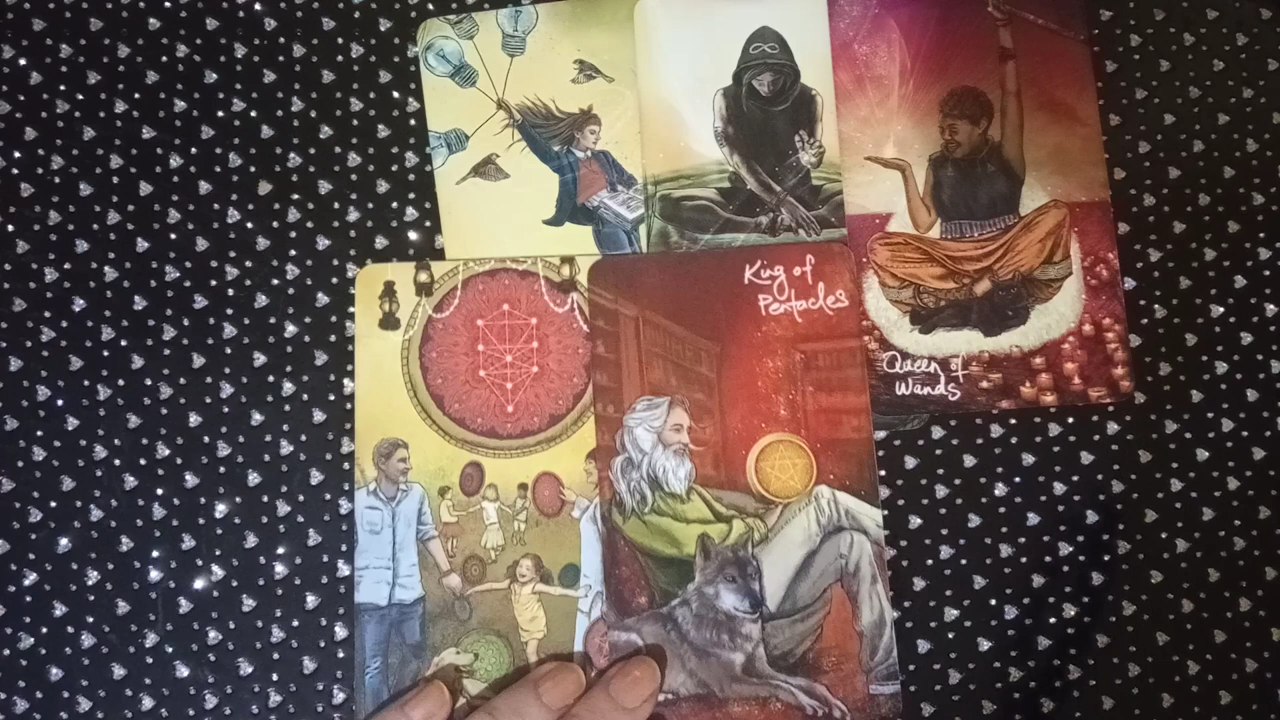 King of
Pentacles
Queen of
Wands